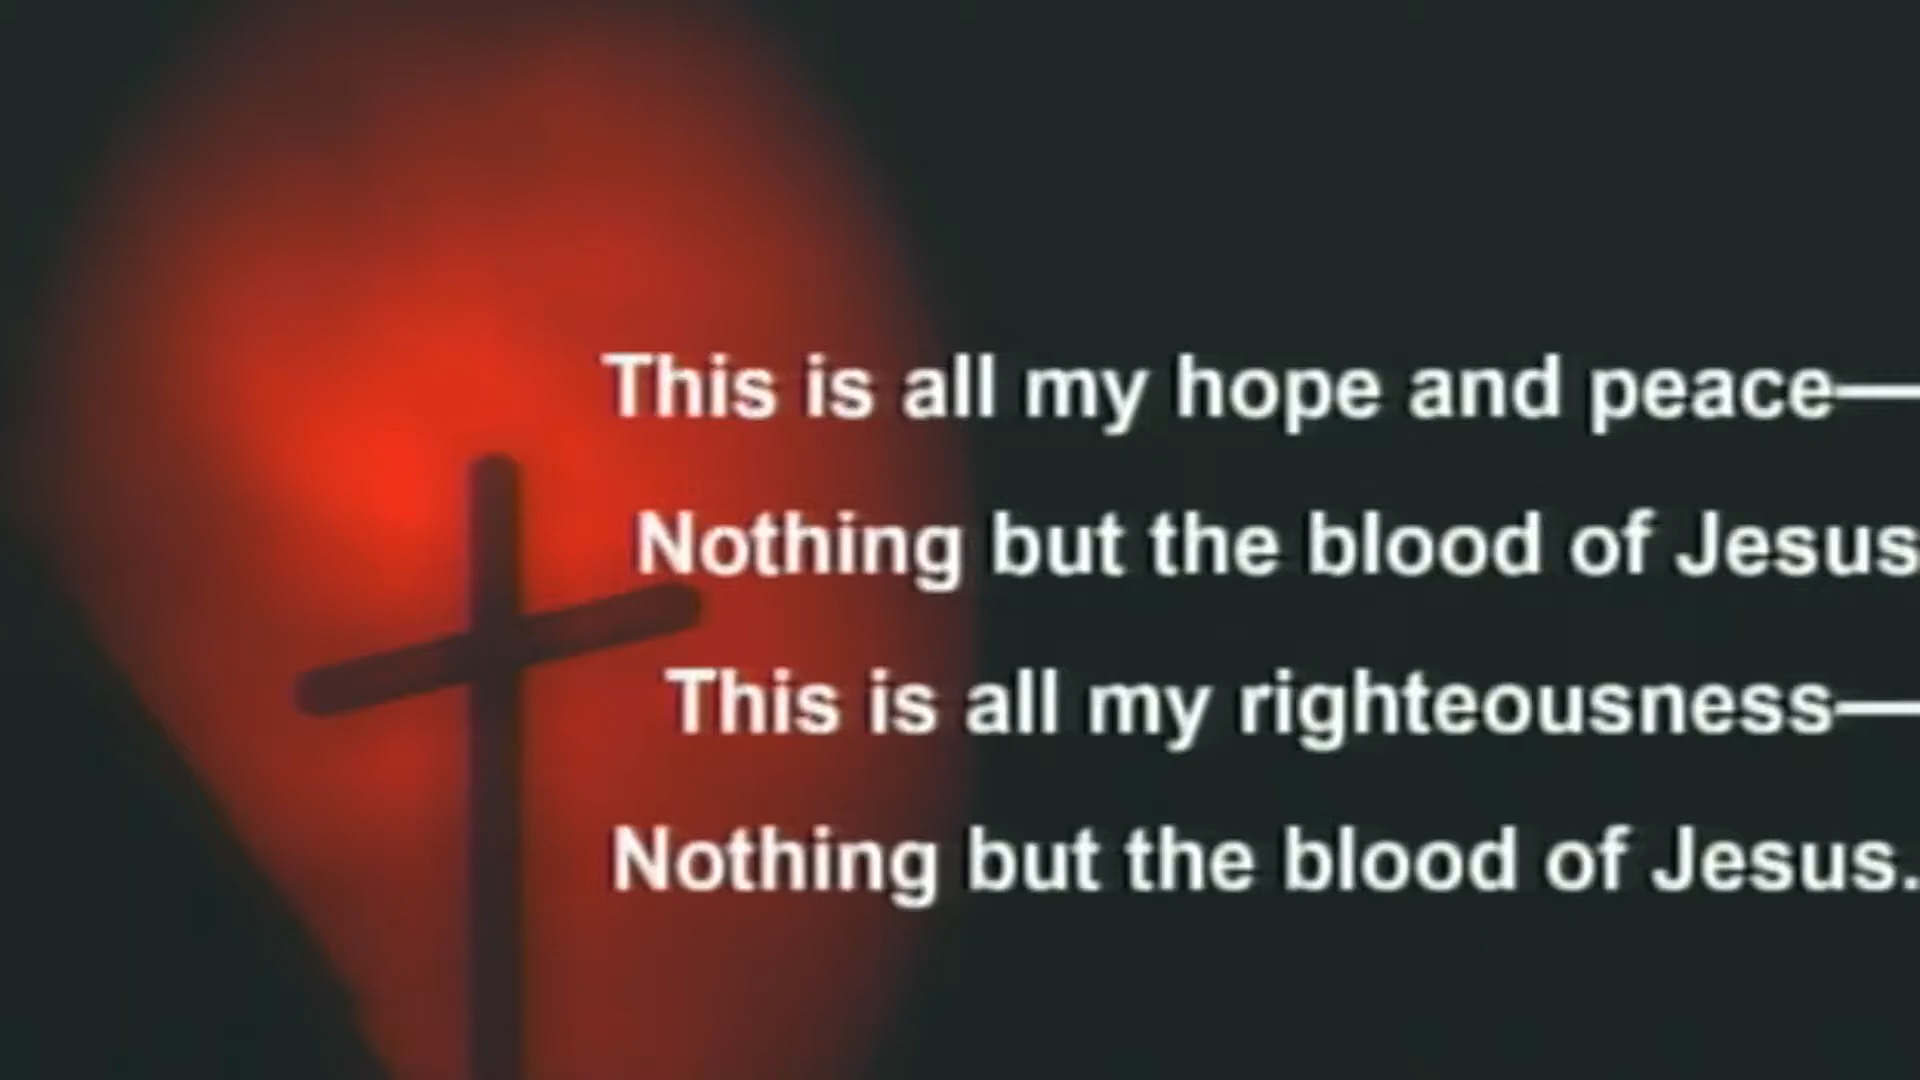 This is all my hope and peace—
Nothing but the blood of Jesus
This is all my righteousness—
Nothing but the blood of Jesus.